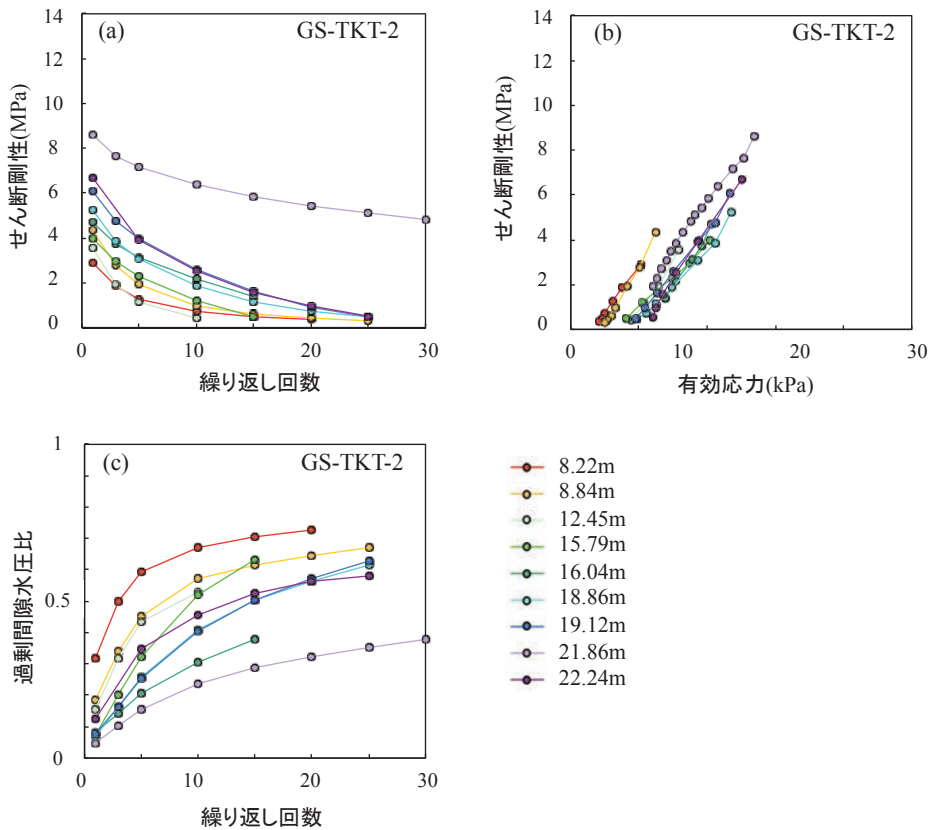 (a)
GS-TKT-2
せん断剛性(MPa)
14
12
10
8
6
4
2
0
0
10
20
30
繰り返し回数
(b)
GS-TKT-2
せん断剛性(MPa)
14
12
10
8
6
4
2
0
0
10
20
30
有効応力(kPa)
(c)
GS-TKT-2
過剰間隙水圧比
1
0.5
0
0
10
20
30
繰り返し回数
8.22m
8.84m
12.45m
15.79m
16.04m
18.86m
19.12m
21.86m
22.24m